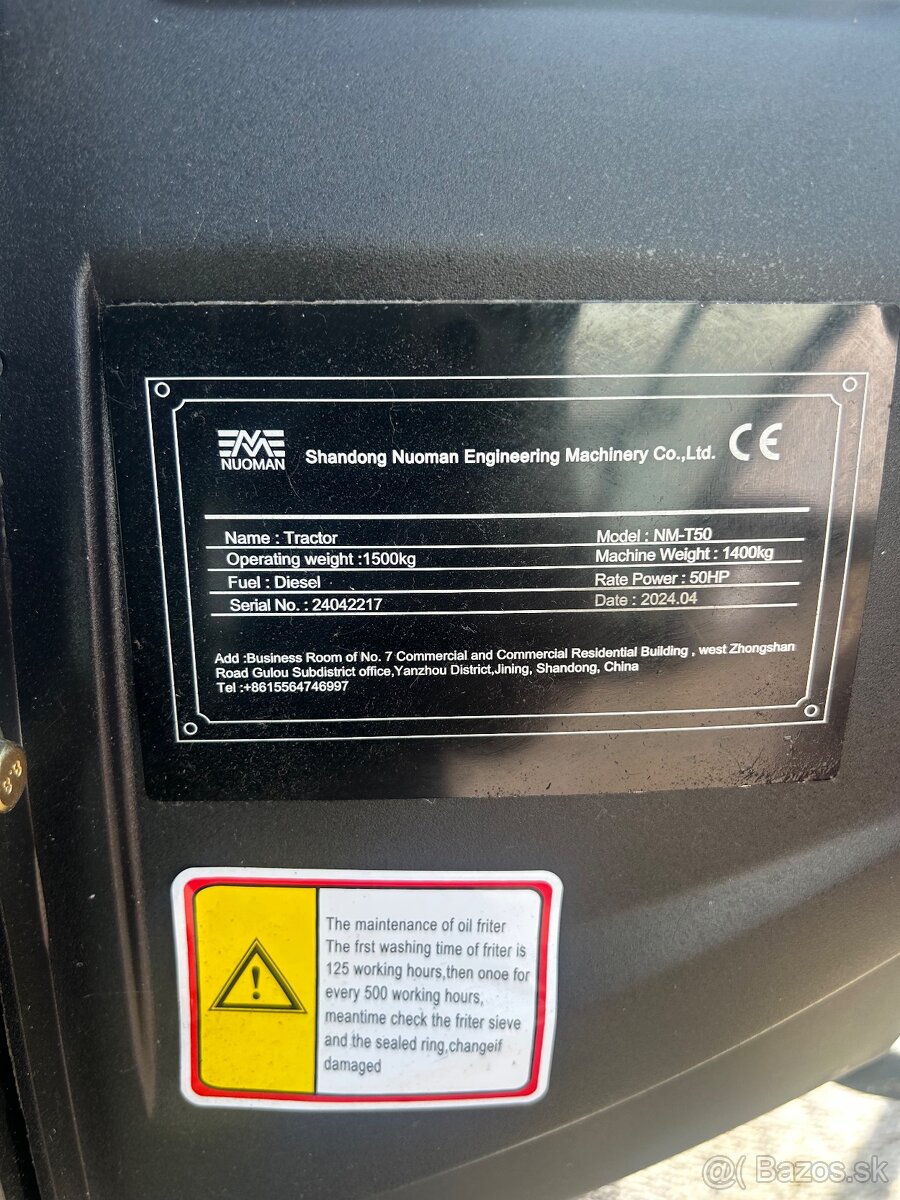 NUOMAN
Shandong Nuoman Engineering Machinery Co.,Ltd. CE
Name : Tractor Model : NM-T50
Operating weight :1500kg Machine Weight : 1400kg
Fuel : Diesel Rate Power : 50HP
Serial No. : 24042217 Date : 2024.04
Add :Business Room of No. 7 Commercial and Commercial Residential Building , west Zhongshan
Road Gulou Subdistrict office,Yanzhou District,Jining, Shandong, China
Tel :+8615564746997
8.8
The maintenance of oil friter
The frst washing time of friter is
125 working hours,then onoe for
every 500 working hours,
meantime check the friter sieve
and the sealed ring,changeif
damaged
@( Bazos.sk